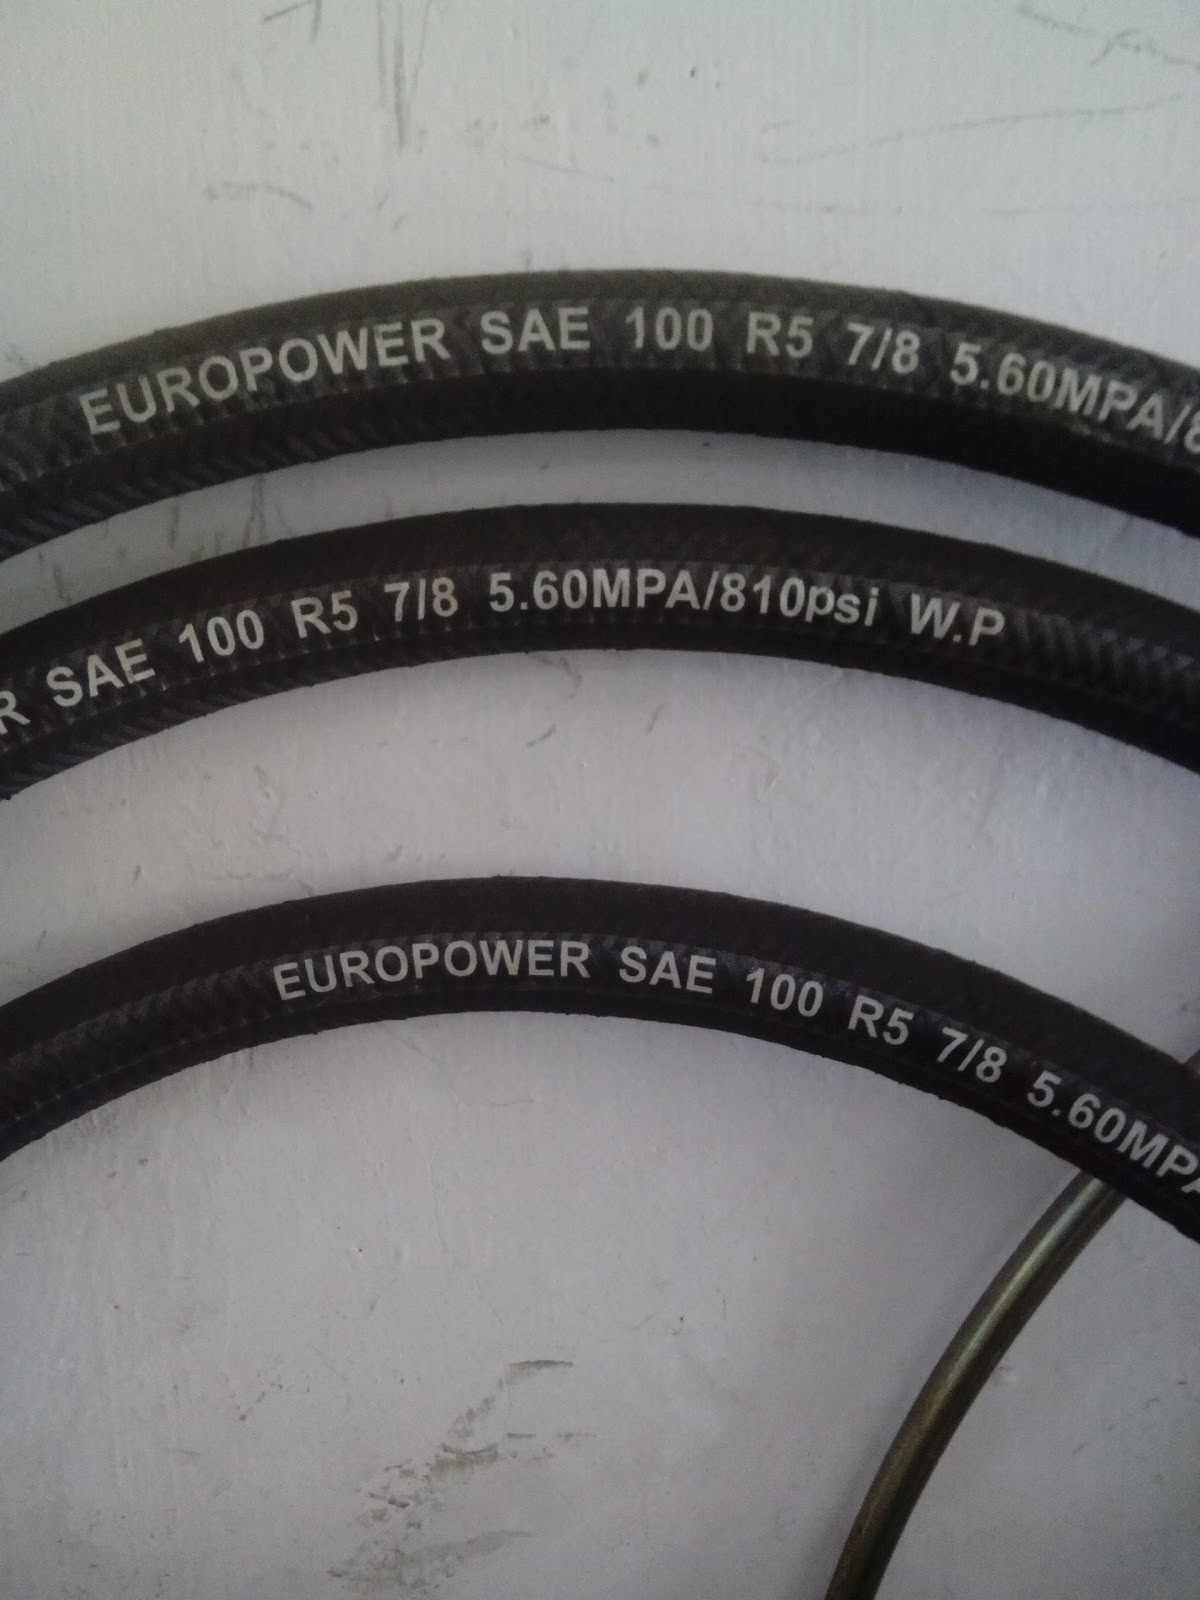 EUROPOWER SAE 100 R5 7/8 5.60MPA/8
R SAE 100 R5 7/8 5.60MPA/810psi W.P
EUROPOWER SAE 100 R5 7/8 5.60MPA